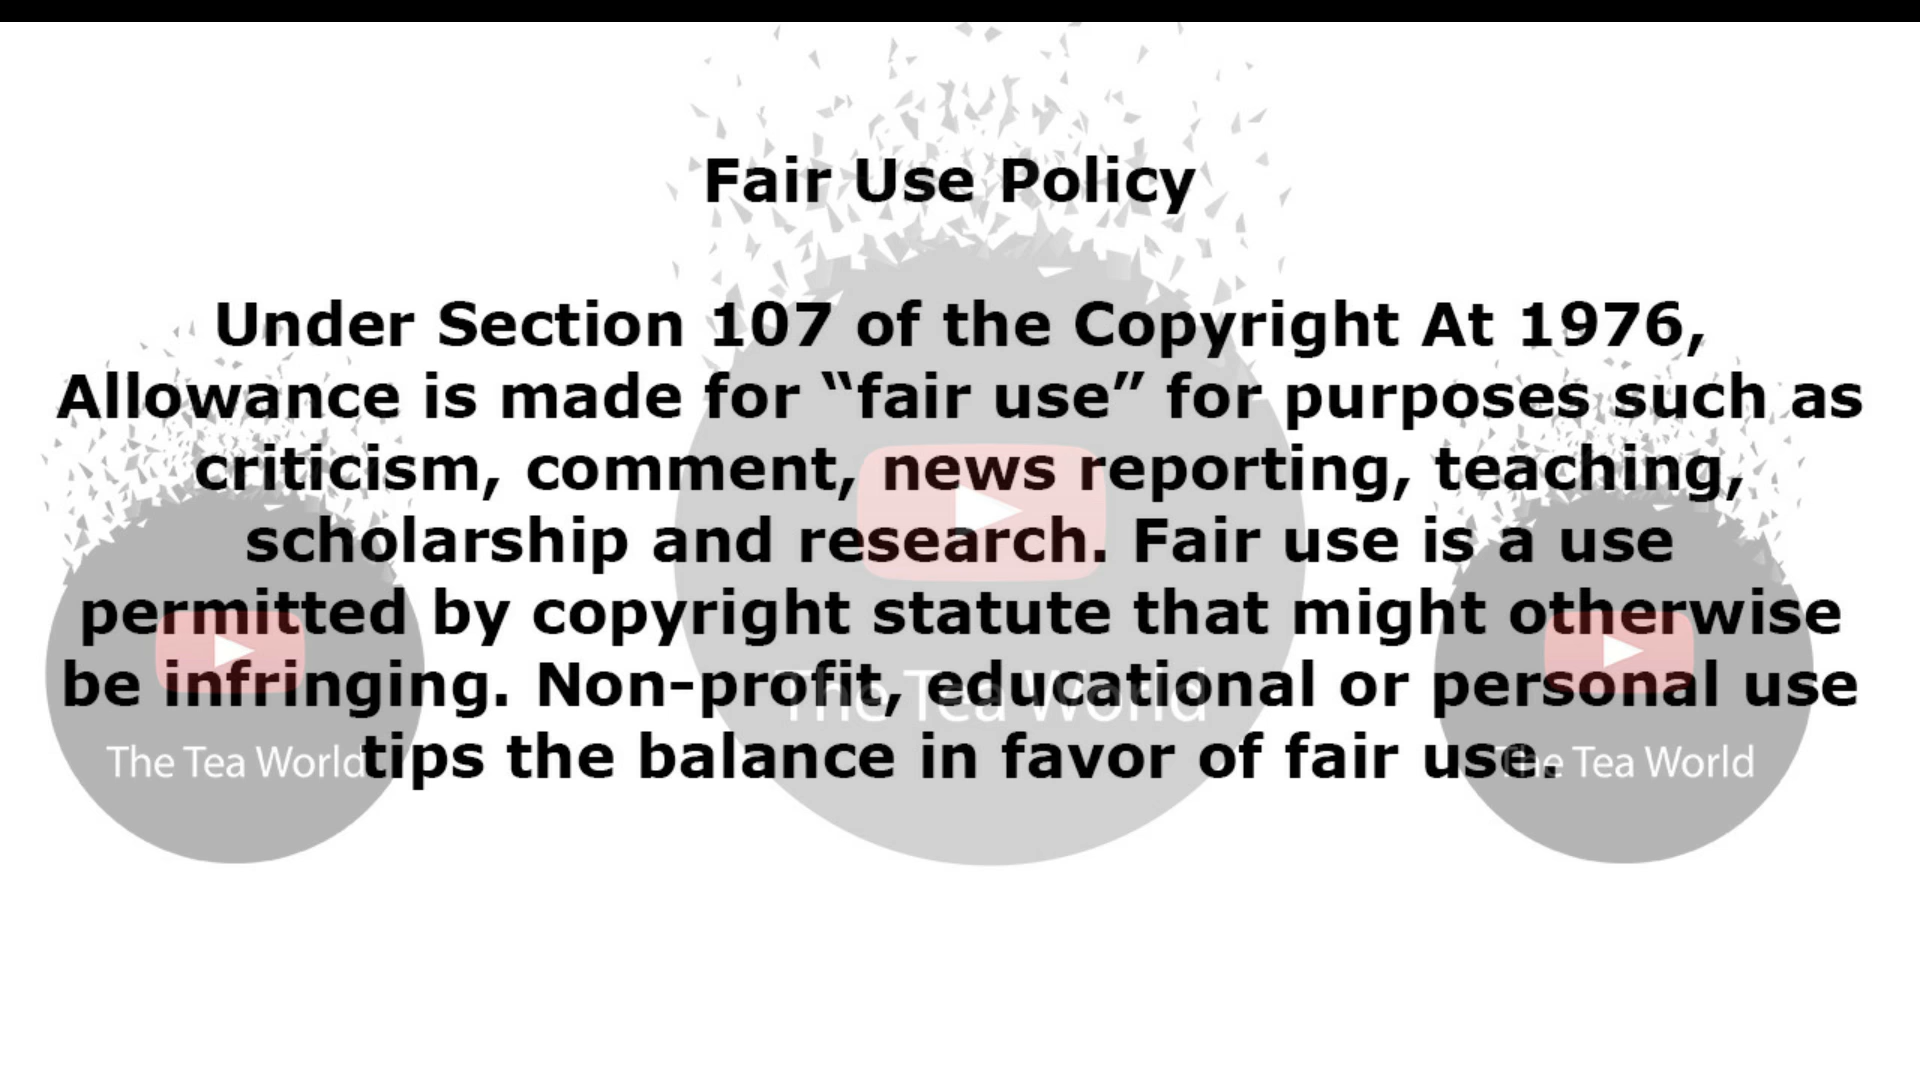 Fair Use Policy
Under Section 107 of the Copyright At 1976,
Allowance is made for “fair use” for purposes such as
criticism, comment, news reporting, teaching,
scholarship and research. Fair use is a use
permitted by copyright statute that might otherwise
be infringing. Non-profit, educational or personal use
The Tea World
tips the balance in favor of fair use.
The Tea World
The Tea World